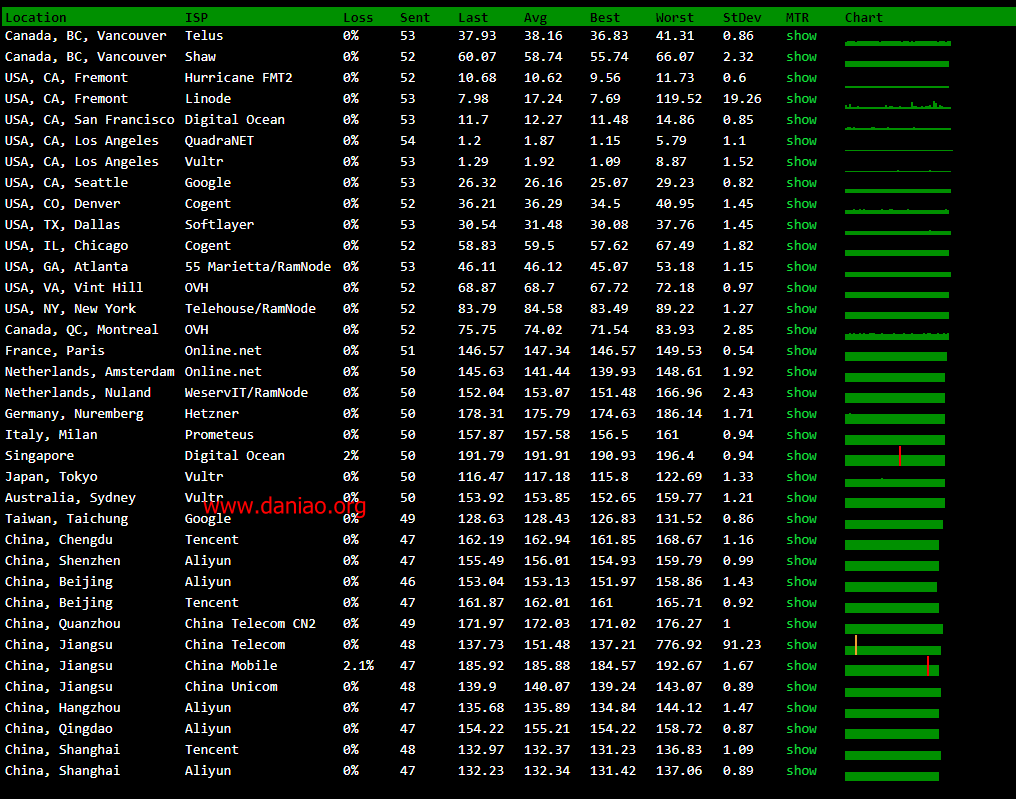 Location ISP Loss Sent Last Avg Best Worst StDev MTR Chart
Canada, BC, Vancouver Telus 0% 53 37.93 38.16 36.83 41.31 0.86 show
Canada, BC, Vancouver Shaw 0% 52 60.07 58.74 55.74 66.07 2.32 show
USA, CA, Fremont Hurricane FMT2 0% 52 10.68 10.62 9.56 11.73 0.6 show
USA, CA, Fremont Linode 0% 53 7.98 17.24 7.69 119.52 19.26 show
USA, CA, San Francisco Digital Ocean 0% 53 11.7 12.27 11.48 14.86 0.85 show
USA, CA, Los Angeles QuadraNET 0% 54 1.2 1.87 1.15 5.79 1.1 show
USA, CA, Los Angeles Vultr 0% 53 1.29 1.92 1.09 8.87 1.52 show
USA, CA, Seattle Google 0% 53 26.32 26.16 25.07 29.23 0.82 show
USA, CO, Denver Cogent 0% 52 36.21 36.29 34.5 40.95 1.45 show
USA, TX, Dallas Softlayer 0% 53 30.54 31.48 30.08 37.76 1.45 show
USA, IL, Chicago Cogent 0% 52 58.83 59.5 57.62 67.49 1.82 show
USA, GA, Atlanta 55 Marietta/RamNode 0% 53 46.11 46.12 45.07 53.18 1.15 show
USA, VA, Vint Hill OVH 0% 52 68.87 68.7 67.72 72.18 0.97 show
USA, NY, New York Telehouse/RamNode 0% 52 83.79 84.58 83.49 89.22 1.27 show
Canada, QC, Montreal OVH 0% 52 75.75 74.02 71.54 83.93 2.85 show
France, Paris Online.net 0% 51 146.57 147.34 146.57 149.53 0.54 show
Netherlands, Amsterdam Online.net 0% 50 145.63 141.44 139.93 148.61 1.92 show
Netherlands, Nuland WeservIT/RamNode 0% 50 152.04 153.07 151.48 166.96 2.43 show
Germany, Nuremberg Hetzner 0% 50 178.31 175.79 174.63 186.14 1.71 show
Italy, Milan Prometeus 0% 50 157.87 157.58 156.5 161 0.94 show
Singapore Digital Ocean 2% 50 191.79 191.91 190.93 196.4 0.94 show
Japan, Tokyo Vultr 0% 50 116.47 117.18 115.8 122.69 1.33 show
Australia, Sydney Vultr 0% 50 153.92 153.85 152.65 159.77 1.21 show
www.daniao.org
Taiwan, Taichung Google 0% 49 128.63 128.43 126.83 131.52 0.86 show
China, Chengdu Tencent 0% 47 162.19 162.94 161.85 168.67 1.16 show
China, Shenzhen Aliyun 0% 47 155.49 156.01 154.93 159.79 0.99 show
China, Beijing Aliyun 0% 46 153.04 153.13 151.97 158.86 1.43 show
China, Beijing Tencent 0% 47 161.87 162.01 161 165.71 0.92 show
China, Quanzhou China Telecom CN2 0% 49 171.97 172.03 171.02 176.27 1 show
China, Jiangsu China Telecom 0% 48 137.73 151.48 137.21 776.92 91.23 show
China, Jiangsu China Mobile 2.1% 47 185.92 185.88 184.57 192.67 1.67 show
China, Jiangsu China Unicom 0% 48 139.9 140.07 139.24 143.07 0.89 show
China, Hangzhou Aliyun 0% 47 135.68 135.89 134.84 144.12 1.47 show
China, Qingdao Aliyun 0% 47 154.22 155.21 154.22 158.72 0.87 show
China, Shanghai Tencent 0% 48 132.97 132.37 131.23 136.83 1.09 show
China, Shanghai Aliyun 0% 47 132.23 132.34 131.42 137.06 0.89 show